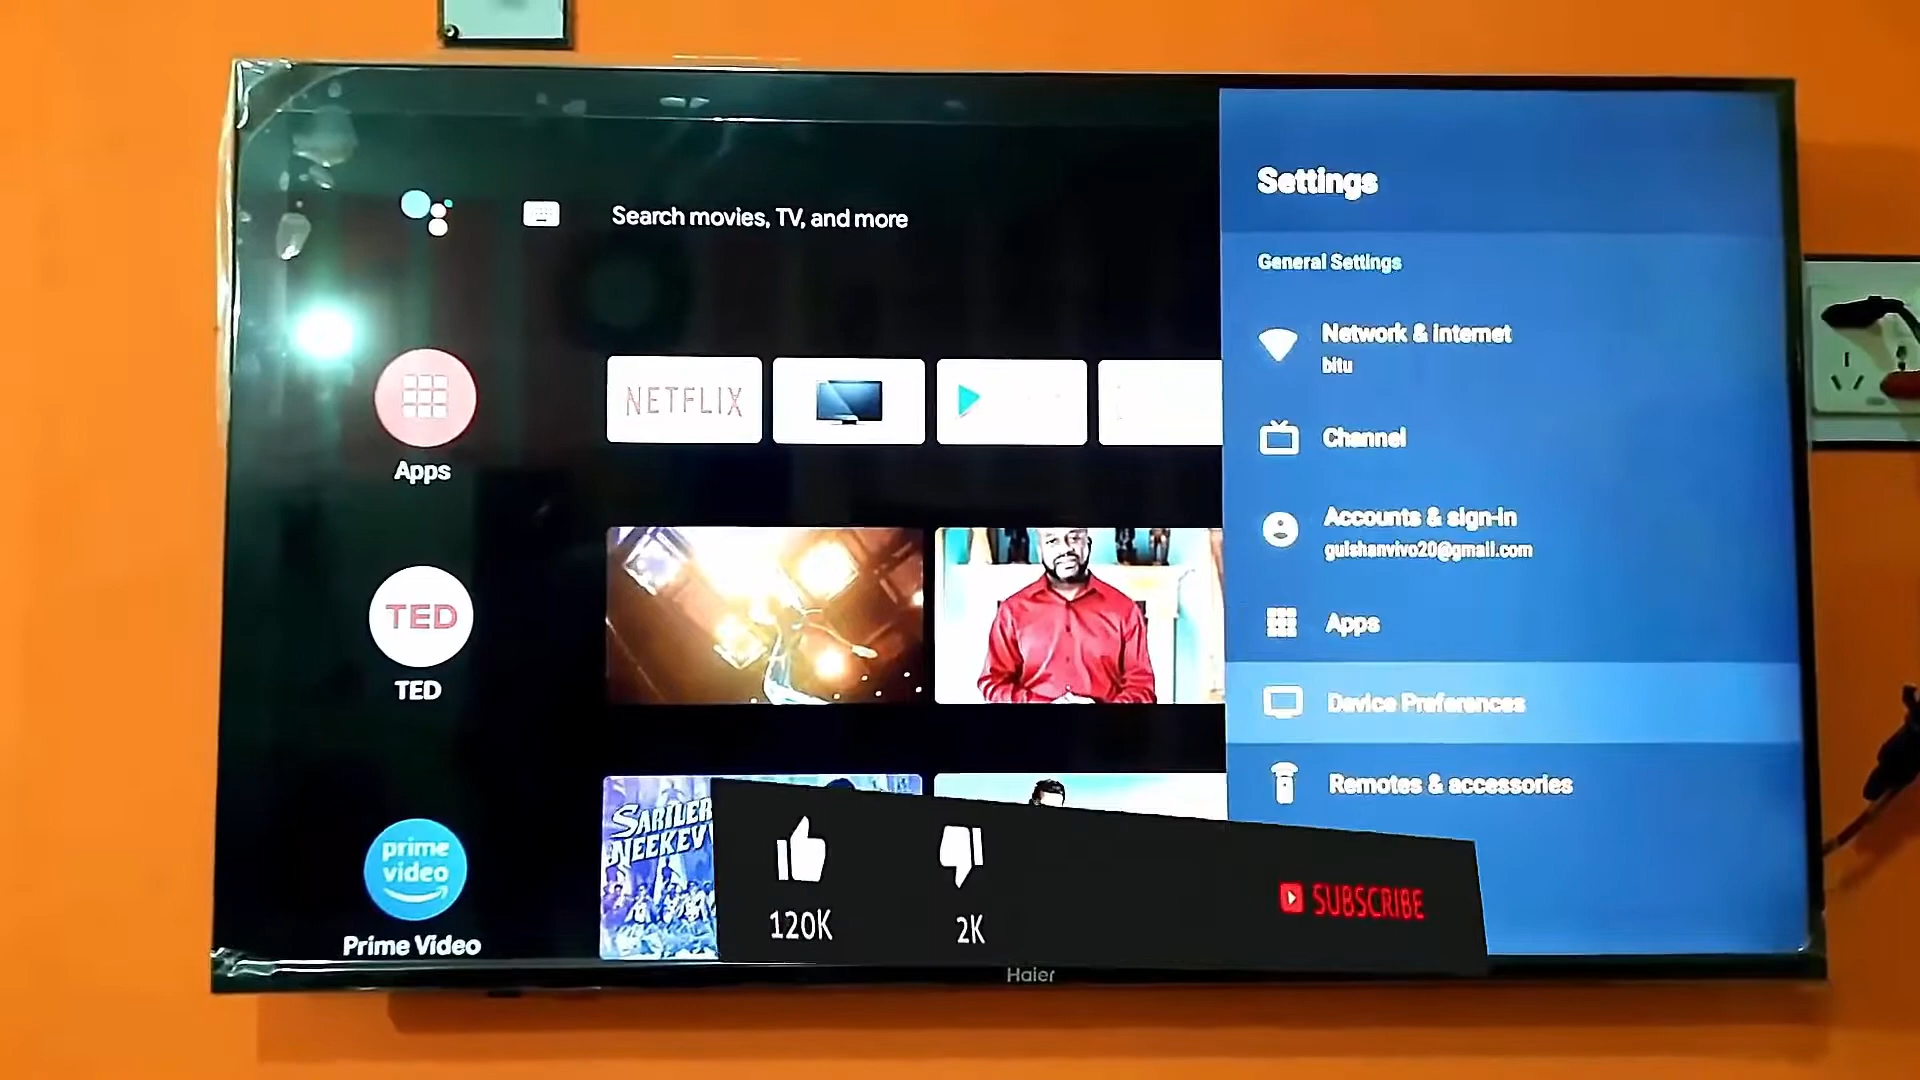 Search movies, TV, and more
Apps
NETFLIX
TED
TED
prime
video
Prime Video
SARILER
NEEKEV
Settings
General Settings
Network & internet
bitu
Channel
Accounts & sign-in
gulshanvivo20@gmail.com
Apps
Device Preferences
Remotes & accessories
120K
2K
SUBSCRIBE
Haier